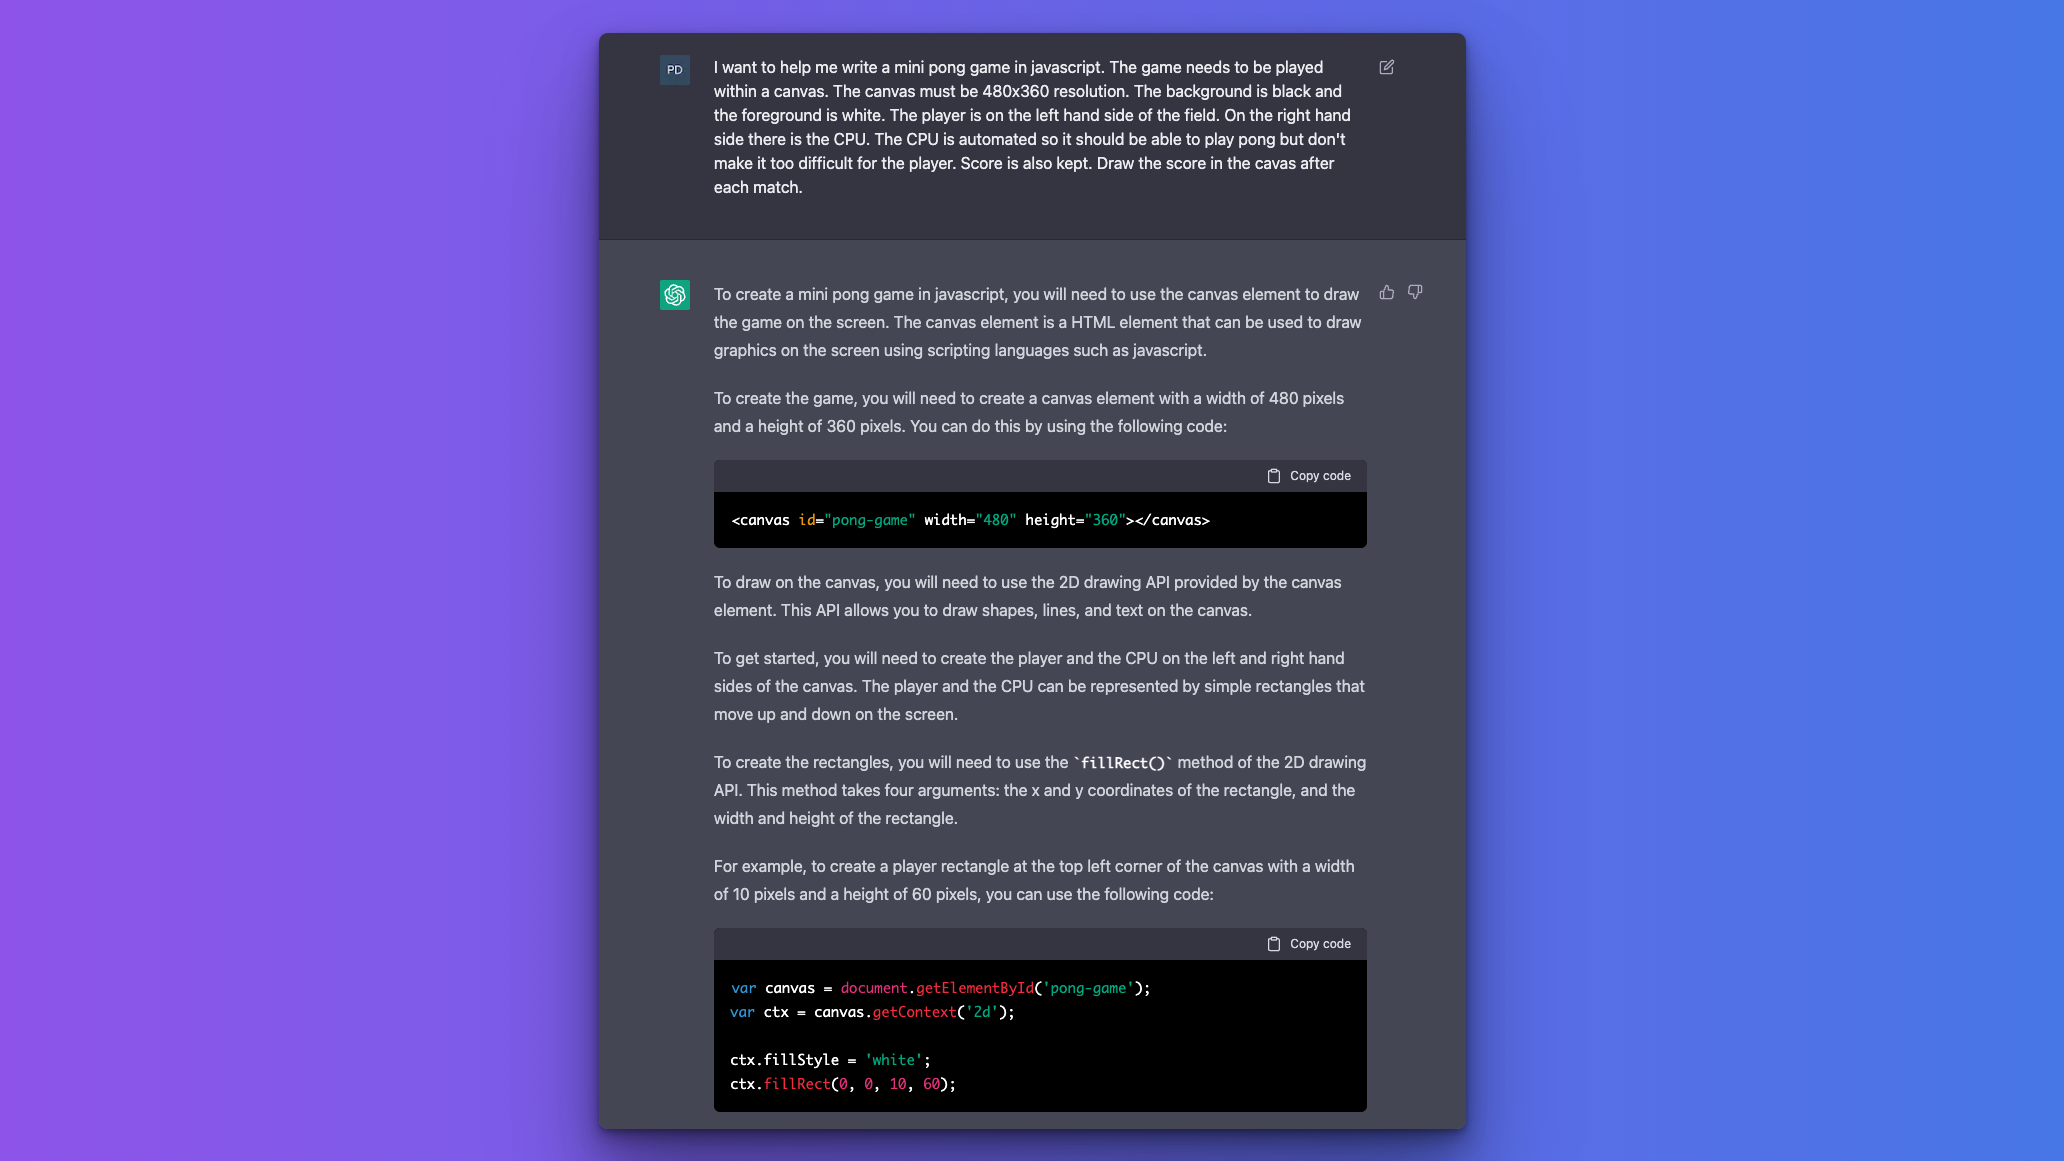 PD
I want to help me write a mini pong game in javascript. The game needs to be played
within a canvas. The canvas must be 480x360 resolution. The background is black and
the foreground is white. The player is on the left hand side of the field. On the right hand
side there is the CPU. The CPU is automated so it should be able to play pong but don't
make it too difficult for the player. Score is also kept. Draw the score in the cavas after
each match.
To create a mini pong game in javascript, you will need to use the canvas element to draw
the game on the screen. The canvas element is a HTML element that can be used to draw
graphics on the screen using scripting languages such as javascript.
To create the game, you will need to create a canvas element with a width of 480 pixels
and a height of 360 pixels. You can do this by using the following code:
Copy code
<canvas id="pong-game" width="480" height="360"></canvas>
To draw on the canvas, you will need to use the 2D drawing API provided by the canvas
element. This API allows you to draw shapes, lines, and text on the canvas.
To get started, you will need to create the player and the CPU on the left and right hand
sides of the canvas. The player and the CPU can be represented by simple rectangles that
move up and down on the screen.
To create the rectangles, you will need to use the `fillRect()` method of the 2D drawing
API. This method takes four arguments: the x and y coordinates of the rectangle, and the
width and height of the rectangle.
For example, to create a player rectangle at the top left corner of the canvas with a width
of 10 pixels and a height of 60 pixels, you can use the following code:
Copy code
var canvas = document.getElementById('pong-game');
var ctx = canvas.getContext('2d');
ctx.fillStyle = 'white';
ctx.fillRect(0, 0, 10, 60);